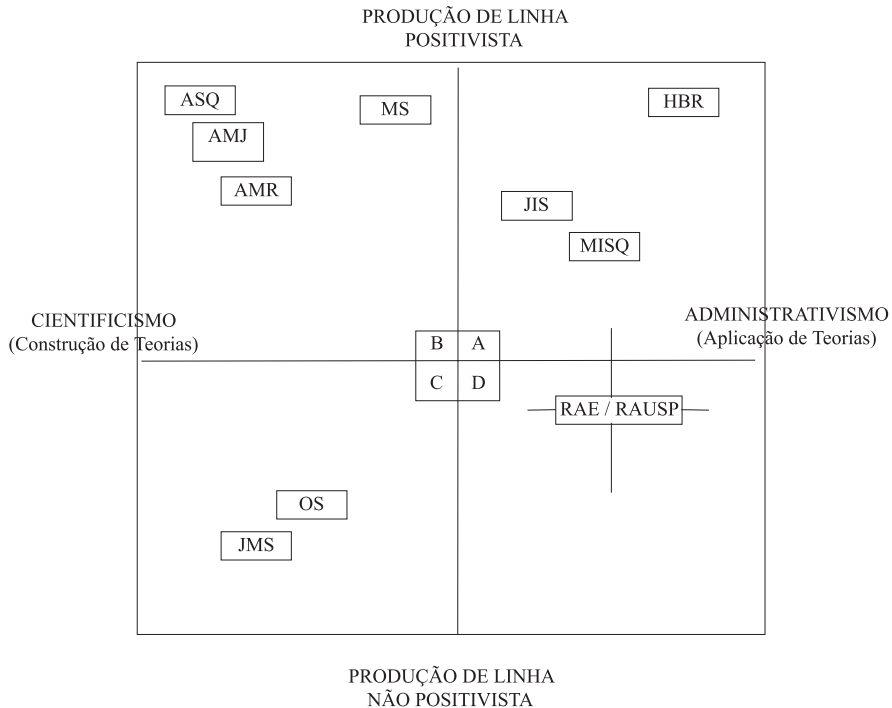 PRODUÇÃO DE LINHA
POSITIVISTA
ASQ
MS
HBR
AMJ
AMR
JIS
MISQ
CIENTIFICISMO
(Construção de Teorias)
ADMINISTRATIVISMO
(Aplicação de Teorias)
B A
C D
RAE / RAUSP
OS
JMS
PRODUÇÃO DE LINHA
NÃO POSITIVISTA